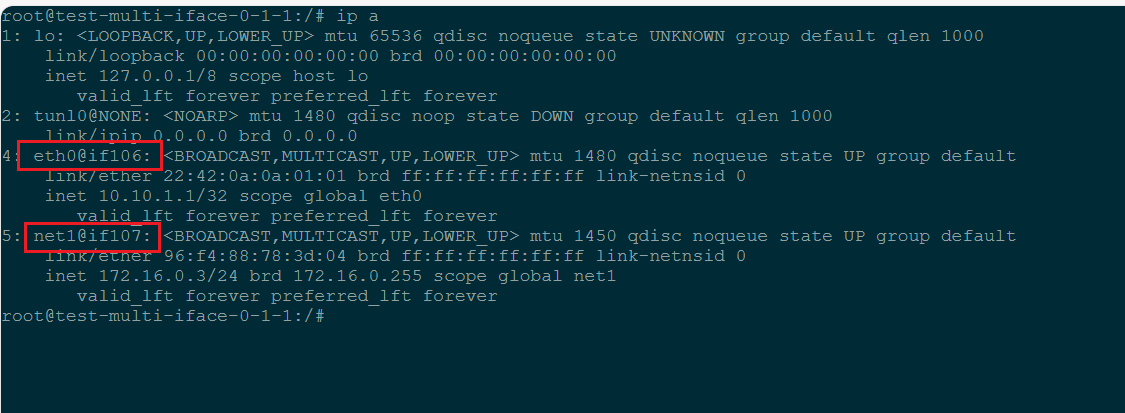 root@test-multi-iface-0-1-1:/# ip a
1: lo: <LOOPBACK,UP,LOWER_UP> mtu 65536 qdisc noqueue state UNKNOWN group default qlen 1000
    link/loopback 00:00:00:00:00:00 brd 00:00:00:00:00:00
    inet 127.0.0.1/8 scope host lo
       valid_lft forever preferred_lft forever
2: tunl0@NONE: <NOARP> mtu 1480 qdisc noop state DOWN group default qlen 1000
    link/ipip 0.0.0.0 brd 0.0.0.0
4: eth0@if106: <BROADCAST,MULTICAST,UP,LOWER_UP> mtu 1480 qdisc noqueue state UP group default
    link/ether 22:42:0a:0a:01:01 brd ff:ff:ff:ff:ff:ff link-netnsid 0
    inet 10.10.1.1/32 scope global eth0
       valid_lft forever preferred_lft forever
5: net1@if107: <BROADCAST,MULTICAST,UP,LOWER_UP> mtu 1450 qdisc noqueue state UP group default
    link/ether 96:f4:88:78:3d:04 brd ff:ff:ff:ff:ff:ff link-netnsid 0
    inet 172.16.0.3/24 brd 172.16.0.255 scope global net1
       valid_lft forever preferred_lft forever
root@test-multi-iface-0-1-1:/#